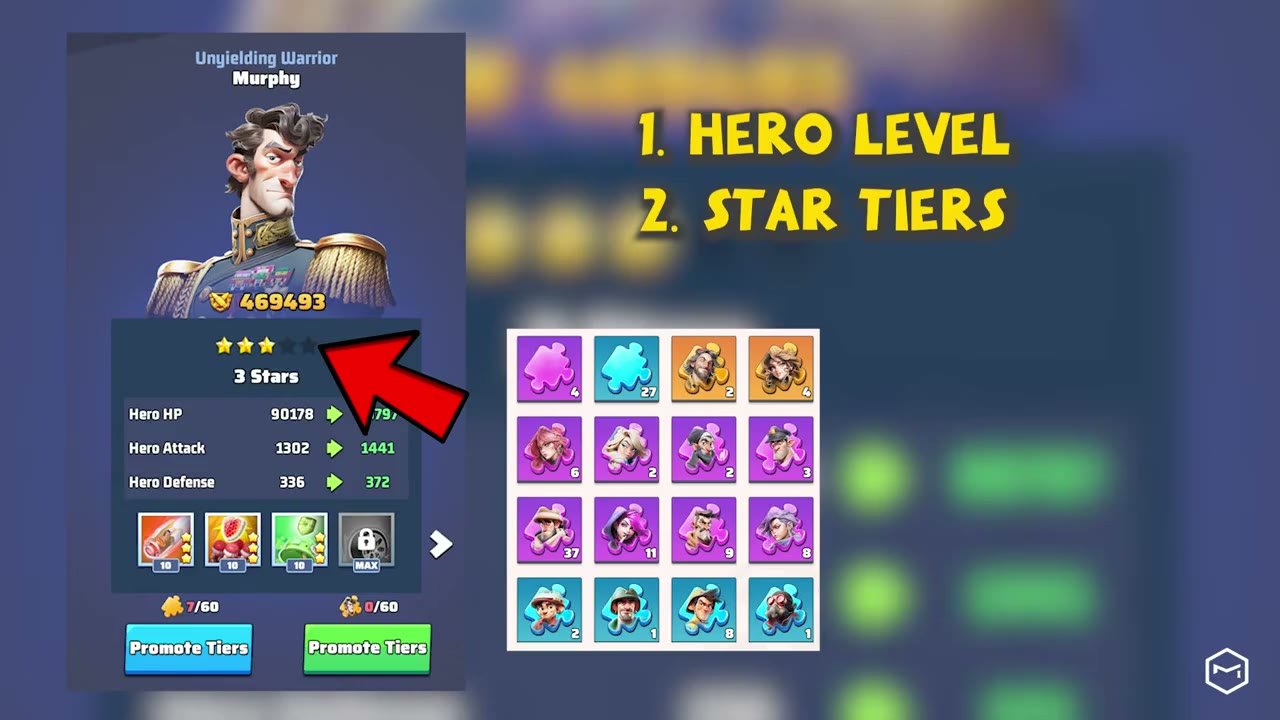 Unyielding Warrior
Murphy
469493
3 Stars
Hero HP 90178
Hero Attack 1302 1441
Hero Defense 336 372
10 10 10 MAX
7/60 0/60
Promote Tiers Promote Tiers
1. HERO LEVEL
2. STAR TIERS
4 27 2 4
6 2 2 3
37 11 9 8
2 1 8 1